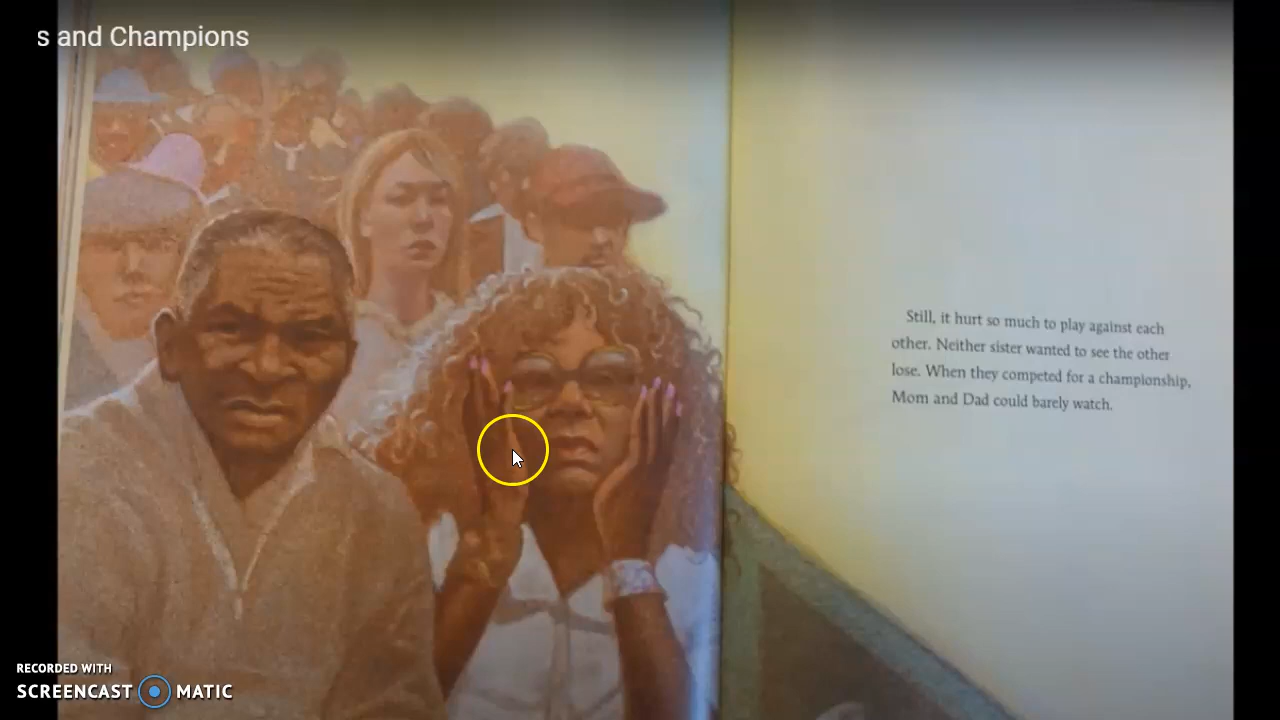 s and Champions
Still, it hurt so much to play against each
other. Neither sister wanted to see the other
lose. When they competed for a championship,
Mom and Dad could barely watch.
RECORDED WITH
SCREENCAST MATIC